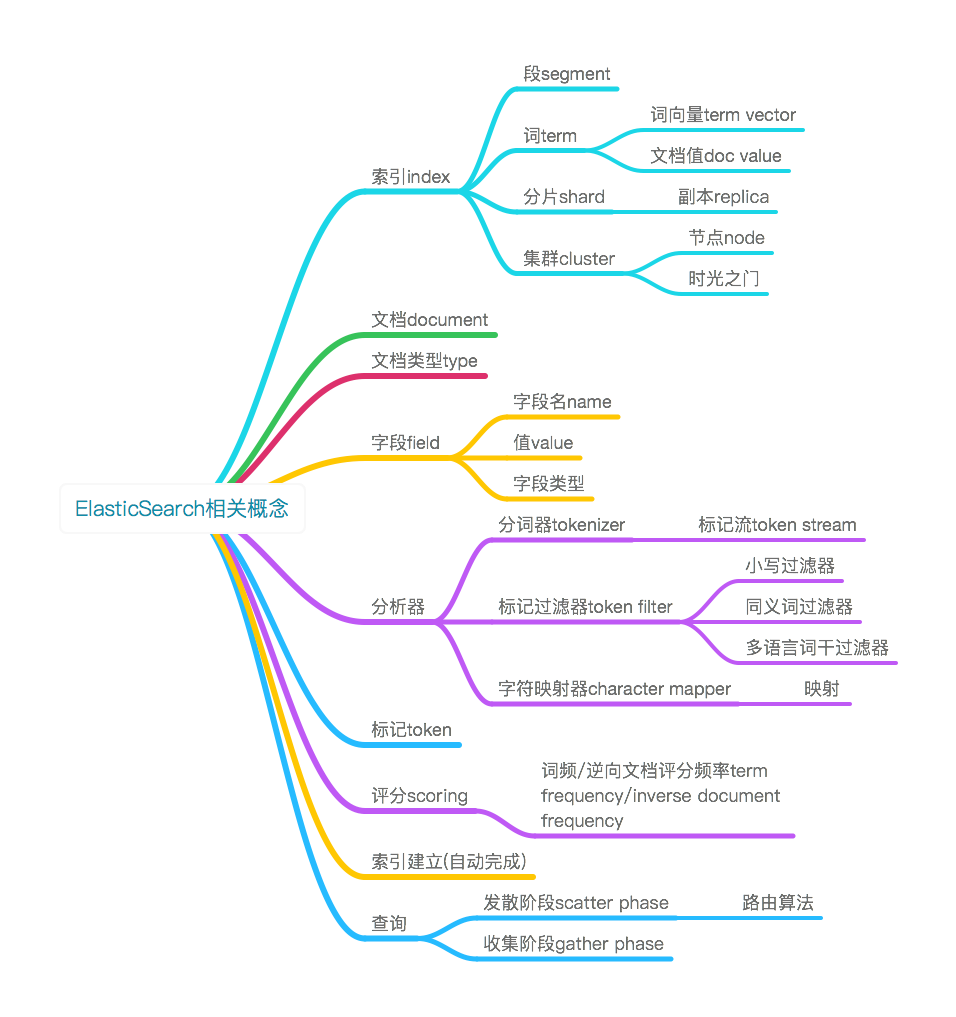 段segment
词向量term vector
词term
文档值doc value
索引index
分片shard
副本replica
节点node
集群cluster
时光之门
文档document
文档类型type
字段名name
字段field
值value
字段类型
ElasticSearch相关概念
分词器tokenizer
标记流token stream
小写过滤器
分析器
标记过滤器token filter
同义词过滤器
多语言词干过滤器
字符映射器character mapper
映射
标记token
词频/逆向文档评分频率term
frequency/inverse document
frequency
评分scoring
索引建立(自动完成)
发散阶段scatter phase
路由算法
查询
收集阶段gather phase